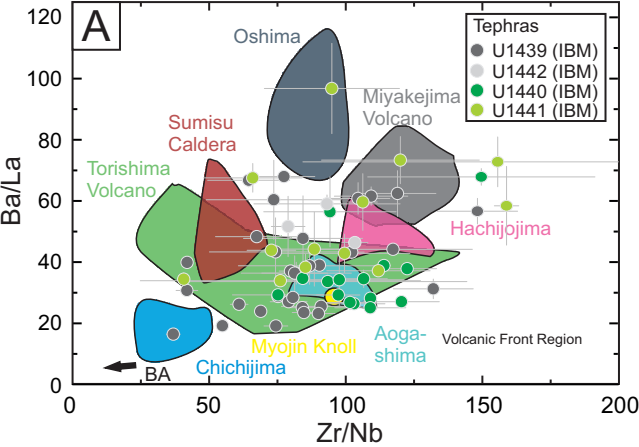 A
Tephras
U1439 (IBM)
U1442 (IBM)
U1440 (IBM)
U1441 (IBM)
Oshima
Miyakejima
Volcano
Sumisu
Caldera
Torishima
Volcano
Hachijojima
Myojin Knoll
Aoga-
shima
Volcanic Front Region
Chichijima
BA
120
100
80
60
40
20
0
Ba/La
0
50
100
150
200
Zr/Nb